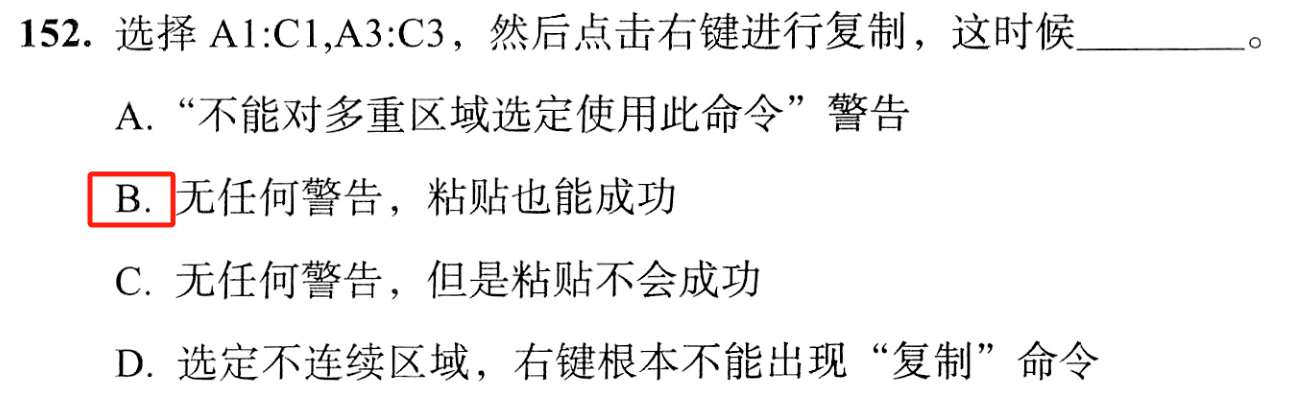 152. 选择 A1:C1,A3:C3，然后点击右键进行复制，这时候________。
A. “不能对多重区域选定使用此命令”警告
B. 无任何警告，粘贴也能成功
C. 无任何警告，但是粘贴不会成功
D. 选定不连续区域，右键根本不能出现“复制”命令